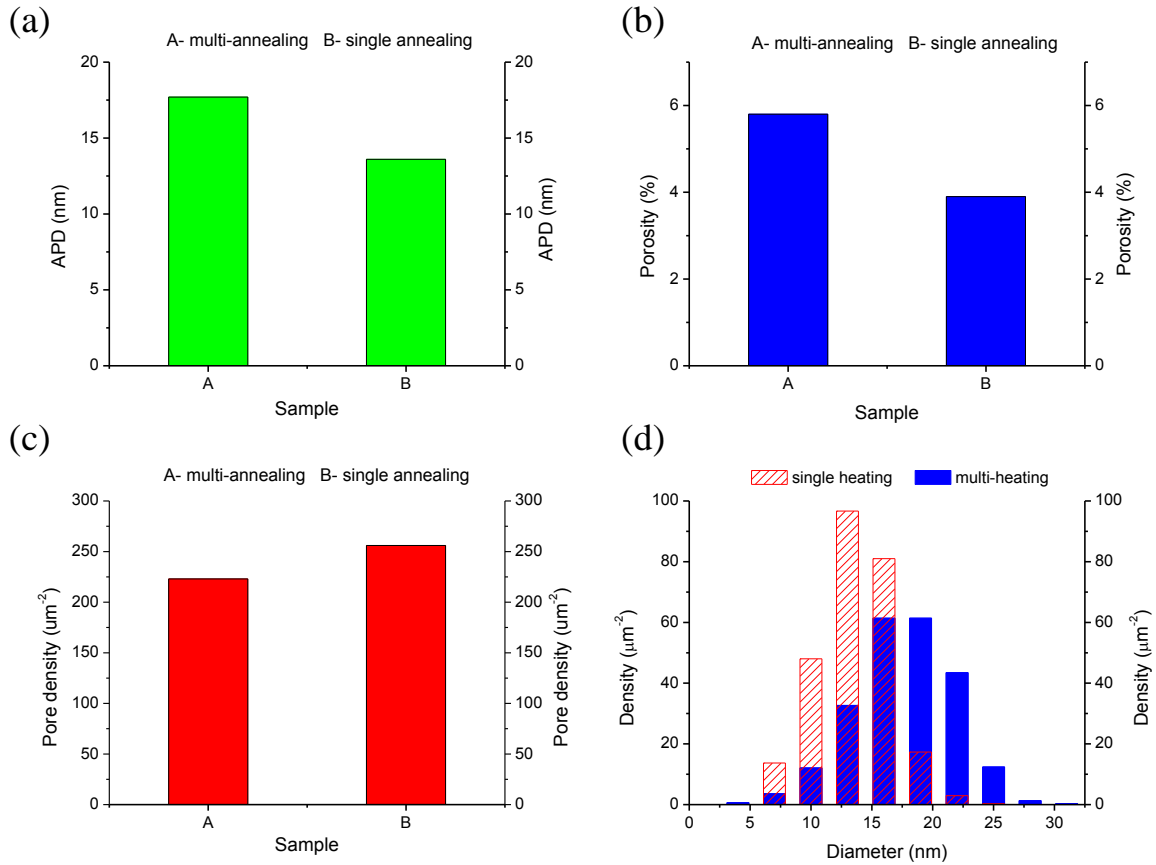 (a)
A- multi-annealing B- single annealing
20 20
15 15
10 10
5 5
0 0
APD (nm)
APD (nm)
A B
Sample
(b)
A- multi-annealing B- single annealing
6 6
4 4
2 2
0 0
Porosity (%)
Porosity (%)
A B
Sample
(c)
A- multi-annealing B- single annealing
300 300
250 250
200 200
150 150
100 100
50 50
0 0
Pore density (um⁻²)
Pore density (um⁻²)
A B
Sample
(d)
single heating multi-heating
100 100
80 80
60 60
40 40
20 20
0 0
Density (μm⁻²)
Density (μm⁻²)
0 5 10 15 20 25 30
Diameter (nm)